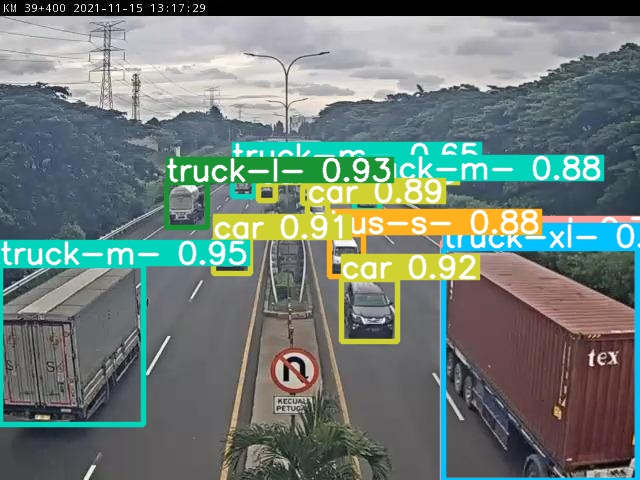 KM 39+400 2021-11-15 13:17:29
truck-m- 0.65
truck-l- 0.93
ck-m- 0.88
car 0.89
car 0.91
us-s- 0.88
truck-xl- 0.
truck-m- 0.95
car 0.92
tex
KECUALI
PETUGAS